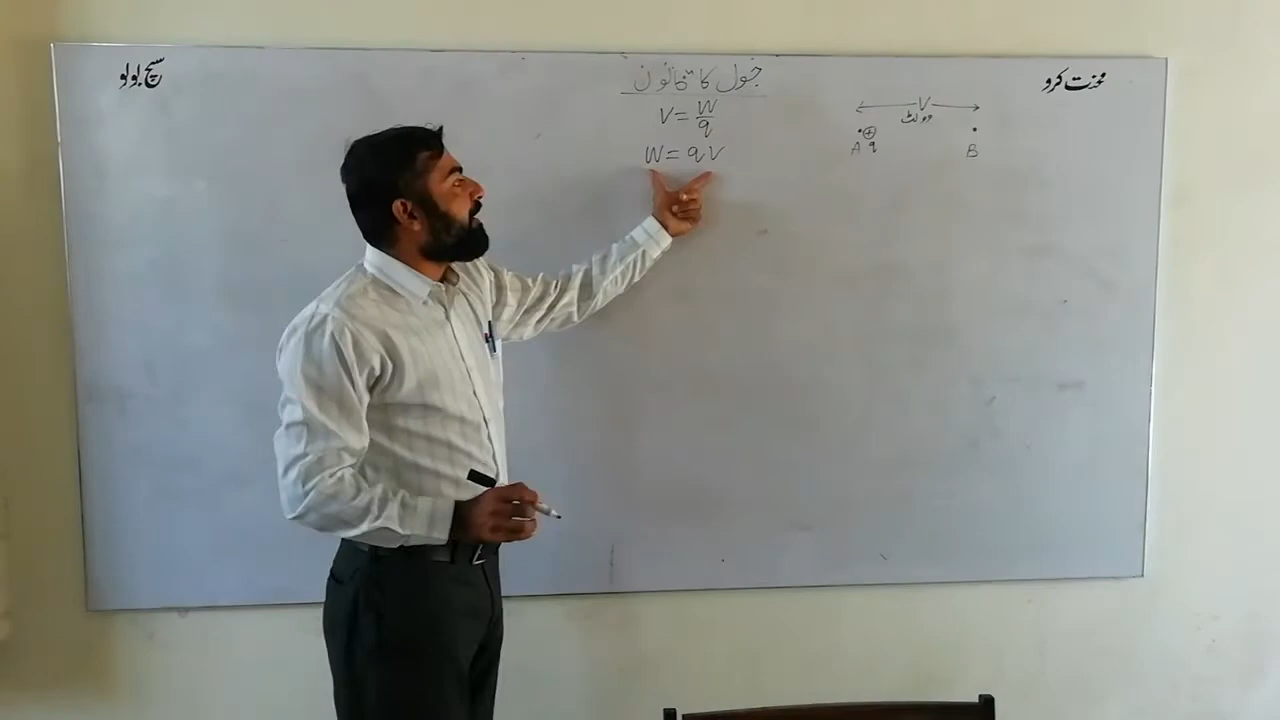 محنت کرو
سچ بولو
جول کا قانون
V = W/q
W = qV
V
وولٹ
A
+
q
B